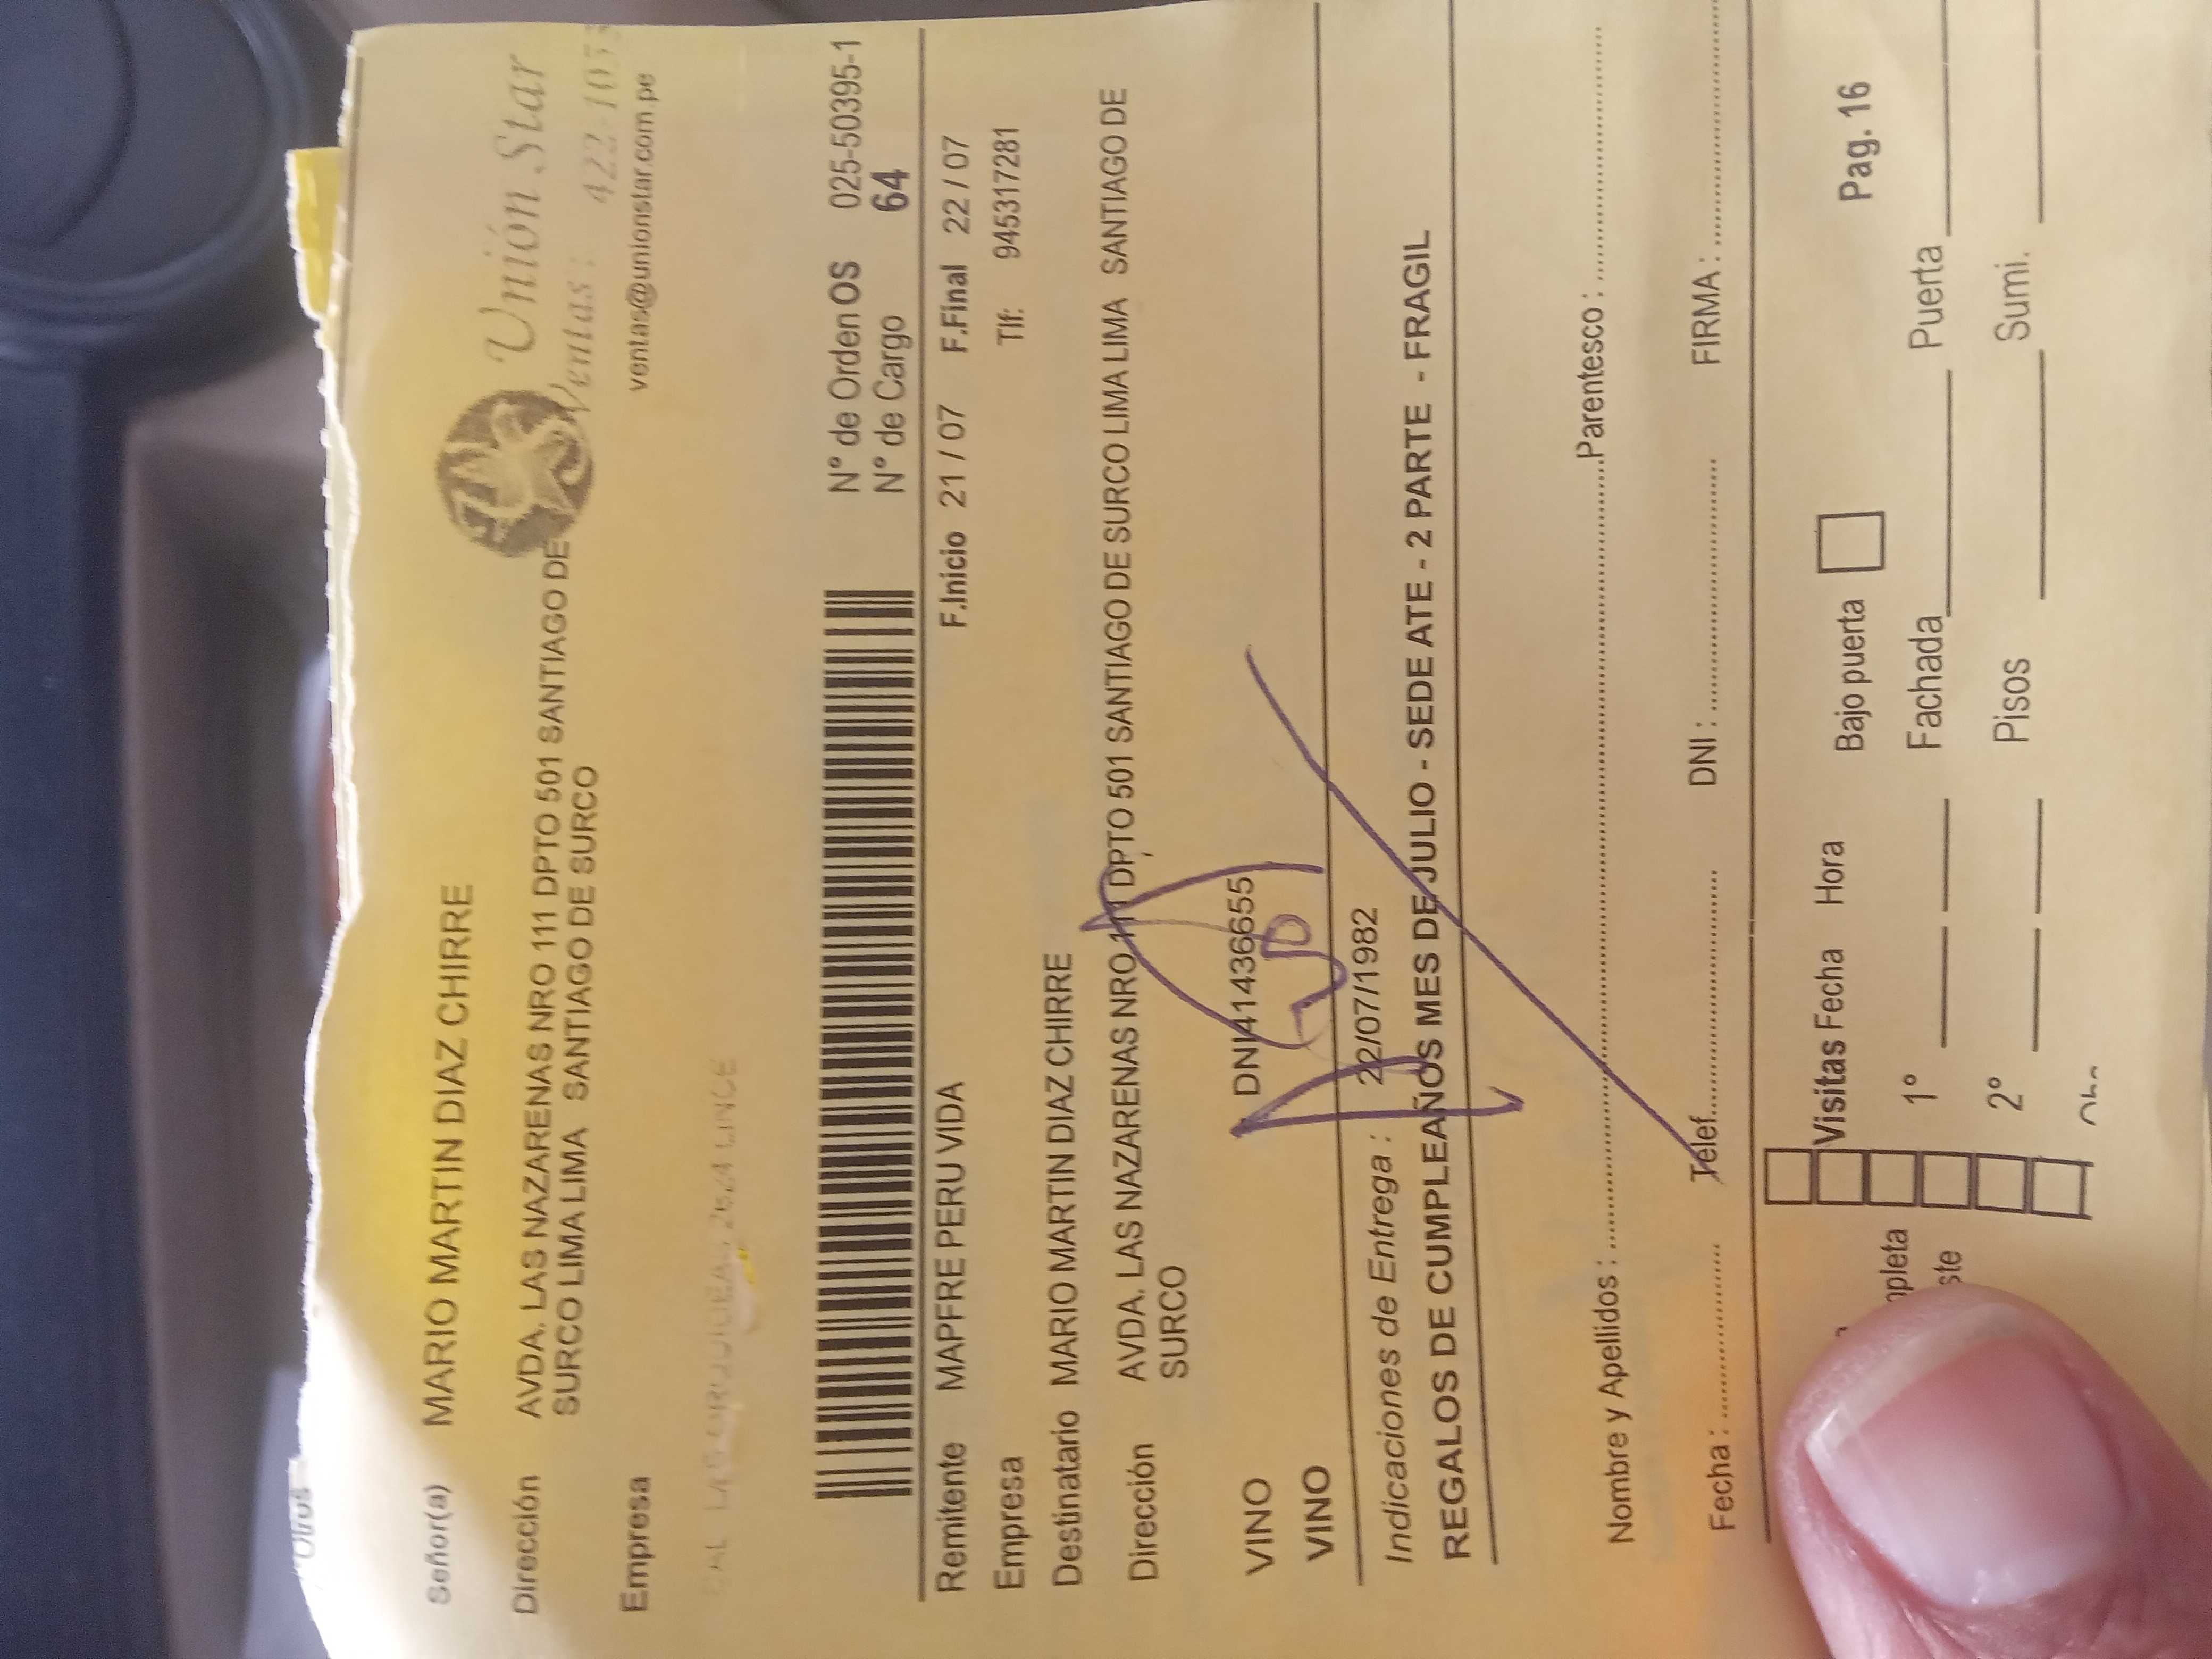 Otros
Unión Star
Ventas : 422-105
ventas@unionstar.com.pe
Señor(a) MARIO MARTIN DIAZ CHIRRE
Dirección AVDA. LAS NAZARENAS NRO 111 DPTO 501 SANTIAGO DE
SURCO LIMA LIMA SANTIAGO DE SURCO
Empresa
LINCE
N° de Orden OS 025-50395-1
N° de Cargo 64
Remitente MAPFRE PERU VIDA F.Inicio 21 / 07 F.Final 22 / 07
Empresa Tlf: 945317281
Destinatario MARIO MARTIN DIAZ CHIRRE
Dirección AVDA. LAS NAZARENAS NRO 111 DPTO 501 SANTIAGO DE SURCO LIMA LIMA SANTIAGO DE
SURCO
VINO DNI41436655
VINO
Indicaciones de Entrega : 22/07/1982
REGALOS DE CUMPLEAÑOS MES DE JULIO - SEDE ATE - 2 PARTE - FRAGIL
Nombre y Apellidos : Parentesco :
Fecha : Telef. DNI : FIRMA :
Visitas Fecha Hora Bajo puerta Pag. 16
1° Fachada Puerta
2° Pisos Sumi.